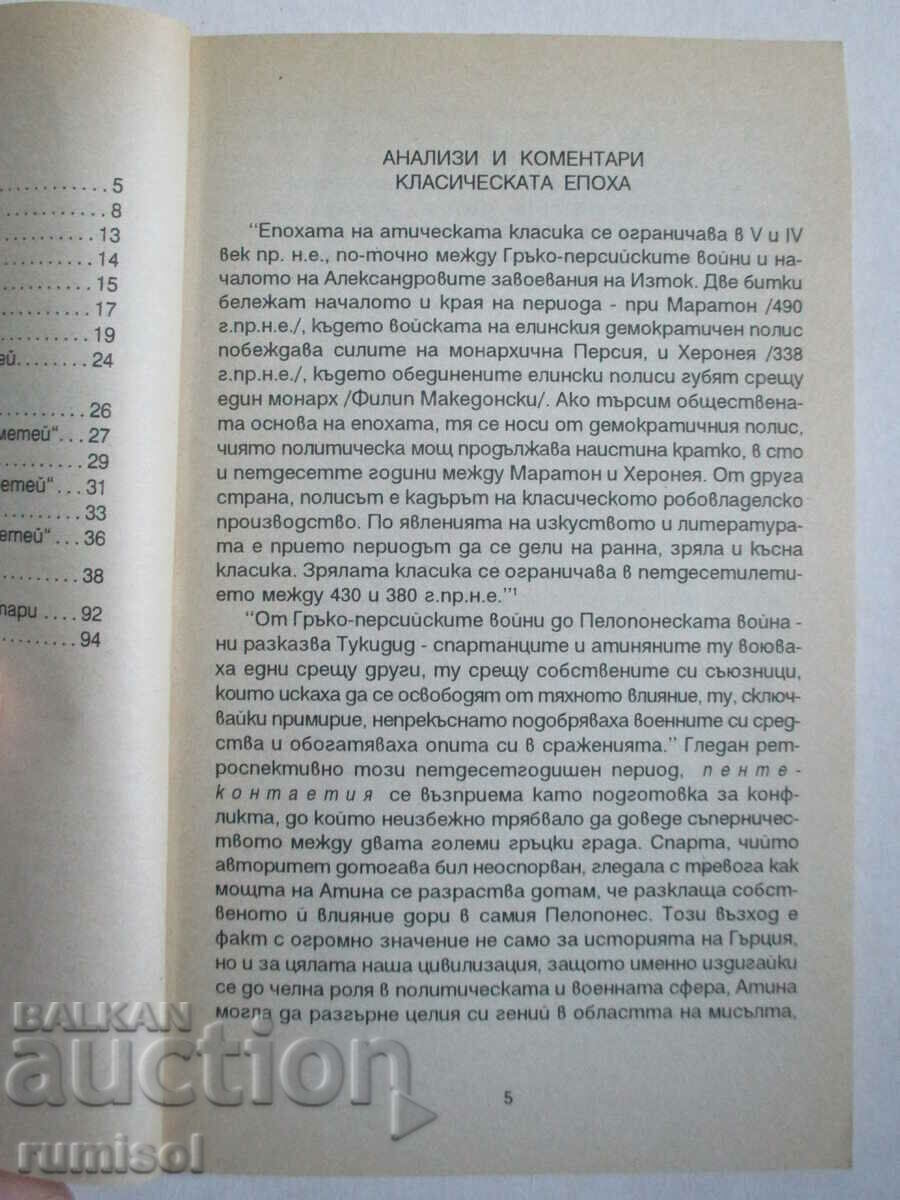 5
8
13
14
15
17
19
24
26
27
29
31
33
36
38
92
94
АНАЛИЗИ И КОМЕНТАРИ
КЛАСИЧЕСКАТА ЕПОХА
“Епохата на атическата класика се ограничава в V и IV
век пр. н.е., по-точно между Гръко-персийските войни и на-
чалото на Александровите завоевания на Изток. Две битки
бележат началото и края на периода - при Маратон /490
г.пр.н.е./, където войската на елинския демократичен полис
побеждава силите на монархична Персия, и Херонея /338
г.пр.н.е./, където обединените елински полиси губят срещу
един монарх /Филип Македонски/. Ако търсим обществена-
та основа на епохата, тя се носи от демократичния полис,
чиято политическа мощ продължава наистина кратко, в сто
и петдесетте години между Маратон и Херонея. От друга
страна, полисът е кадърът на класическото робовладелско
производство. По явленията на изкуството и литература-
та е прието периодът да се дели на ранна, зряла и късна
класика. Зрялата класика се ограничава в петдесетилети-
ето между 430 и 380 г.пр.н.е.”¹
“От Гръко-персийските войни до Пелопонеската война -
ни разказва Тукидид - спартанците и атиняните ту воюва-
ха едни срещу други, ту срещу собствените си съюзници,
които искаха да се освободят от тяхното влияние, ту, сключ-
вайки примирие, непрекъснато подобряваха военните си сред-
ства и обогатяваха опита си в сраженията.” Гледан рет-
роспективно този петдесетгодишен период, пенте-
контаетия се възприема като подготовка за конф-
ликта, до който неизбежно трябвало да доведе съперничес-
твото между двата големи гръцки града. Спарта, чийто
авторитет дотогава бил неоспорван, гледала с тревога как
мощта на Атина се разраства дотам, че разклаща собст-
веното ѝ влияние дори в самия Пелопонес. Този възход е
факт с огромно значение не само за историята на Гърция,
но и за цялата наша цивилизация, защото именно издигайки
се до челна роля в политическата и военната сфера, Атина
могла да разгърне целия си гений в областта на мисълта,
5
BALKAN
auction
rumisol